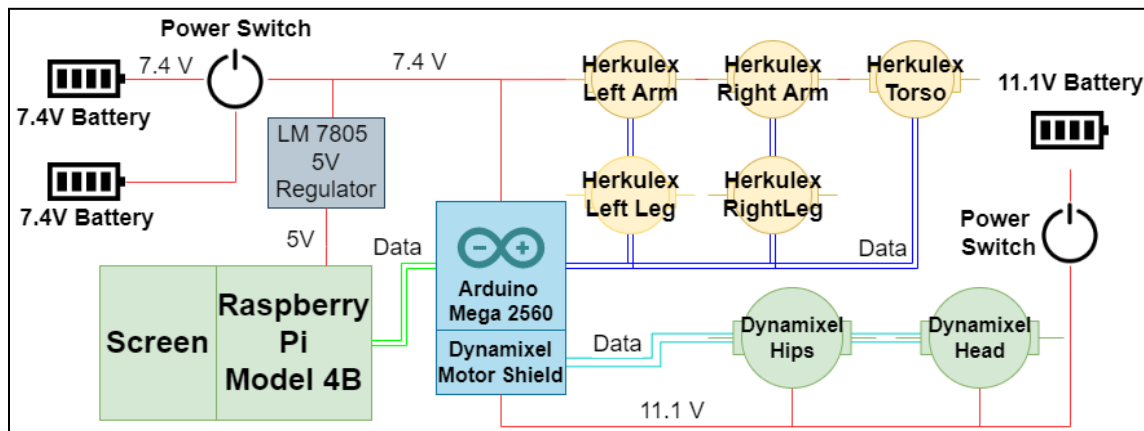 Power Switch
7.4 V
7.4 V
7.4V Battery
7.4V Battery
LM 7805
5V
Regulator
5V
Data
Screen
Raspberry
Pi
Model 4B
Arduino
Mega 2560
Dynamixel
Motor Shield
Herkulex
Left Arm
Herkulex
Right Arm
Herkulex
Torso
Herkulex
Left Leg
Herkulex
RightLeg
Data
11.1V Battery
Power
Switch
Data
Dynamixel
Hips
Dynamixel
Head
11.1 V